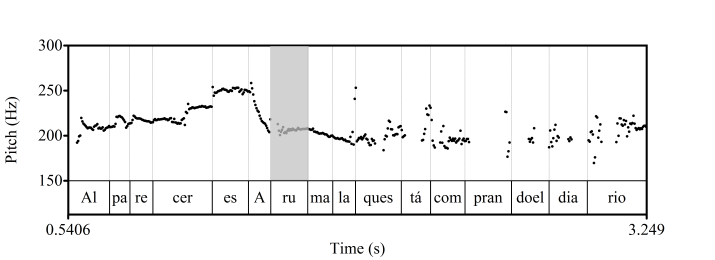 300
250
200
150
Pitch (Hz)
Al pa re cer es A ru ma la ques tá com pran doel dia rio
0.5406 3.249
Time (s)